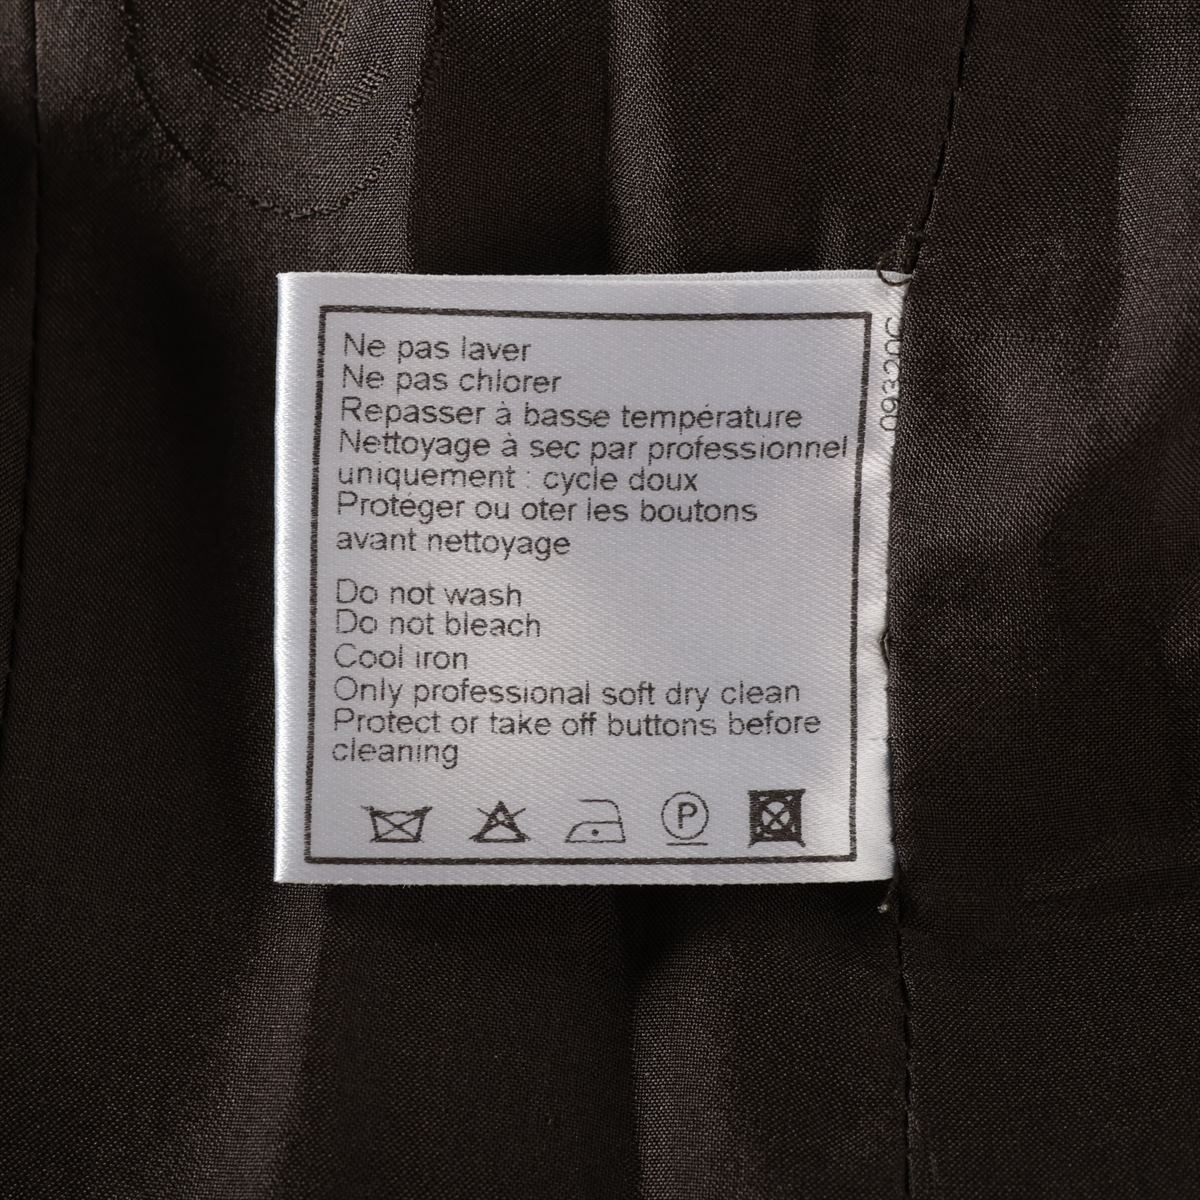 Ne pas laver
Ne pas chlorer
Repasser à basse température
Nettoyage à sec par professionnel
uniquement : cycle doux
Protéger ou oter les boutons
avant nettoyage
Do not wash
Do not bleach
Cool iron
Only professional soft dry clean
Protect or take off buttons before
cleaning
P